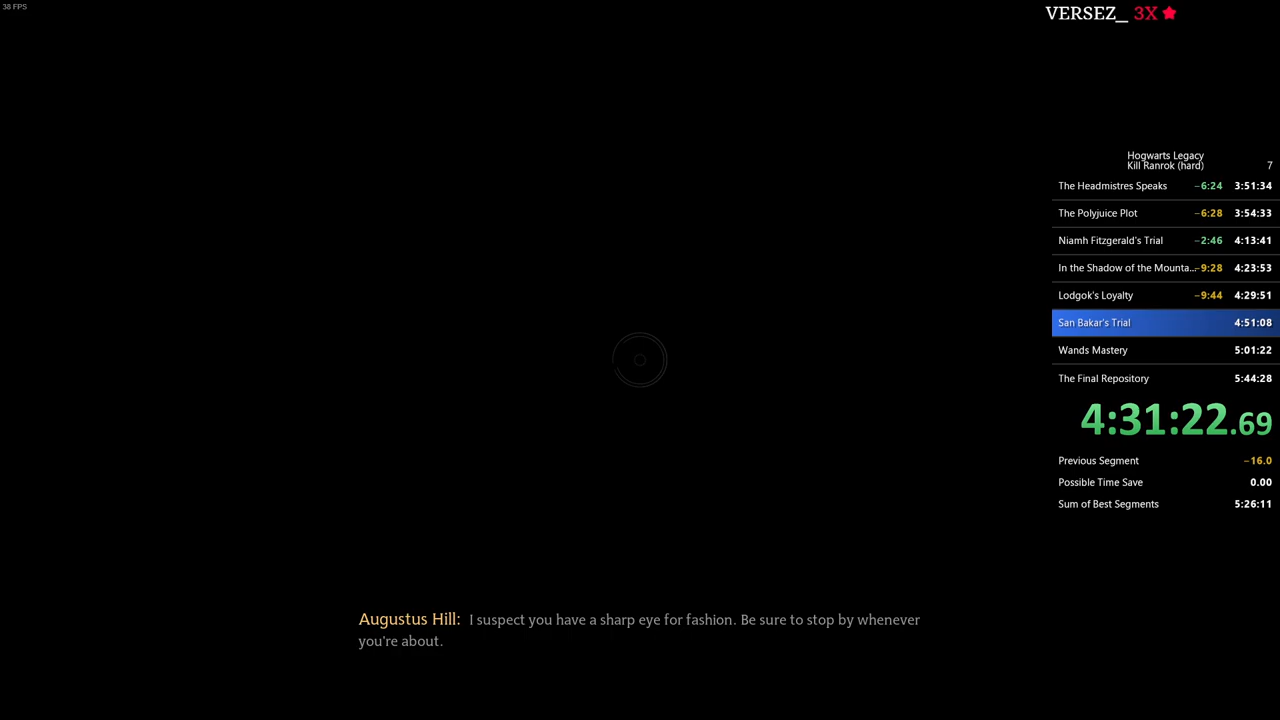 38 FPS
VERSEZ_ 3X
Hogwarts Legacy
Kill Ranrok (hard) 7
The Headmistres Speaks -6:24 3:51:34
The Polyjuice Plot -6:28 3:54:33
Niamh Fitzgerald's Trial -2:46 4:13:41
In the Shadow of the Mounta... -9:28 4:23:53
Lodgok's Loyalty -9:44 4:29:51
San Bakar's Trial 4:51:08
Wands Mastery 5:01:22
The Final Repository 5:44:28
4:31:22.69
Previous Segment -16.0
Possible Time Save 0.00
Sum of Best Segments 5:26:11
Augustus Hill: I suspect you have a sharp eye for fashion. Be sure to stop by whenever
you're about.